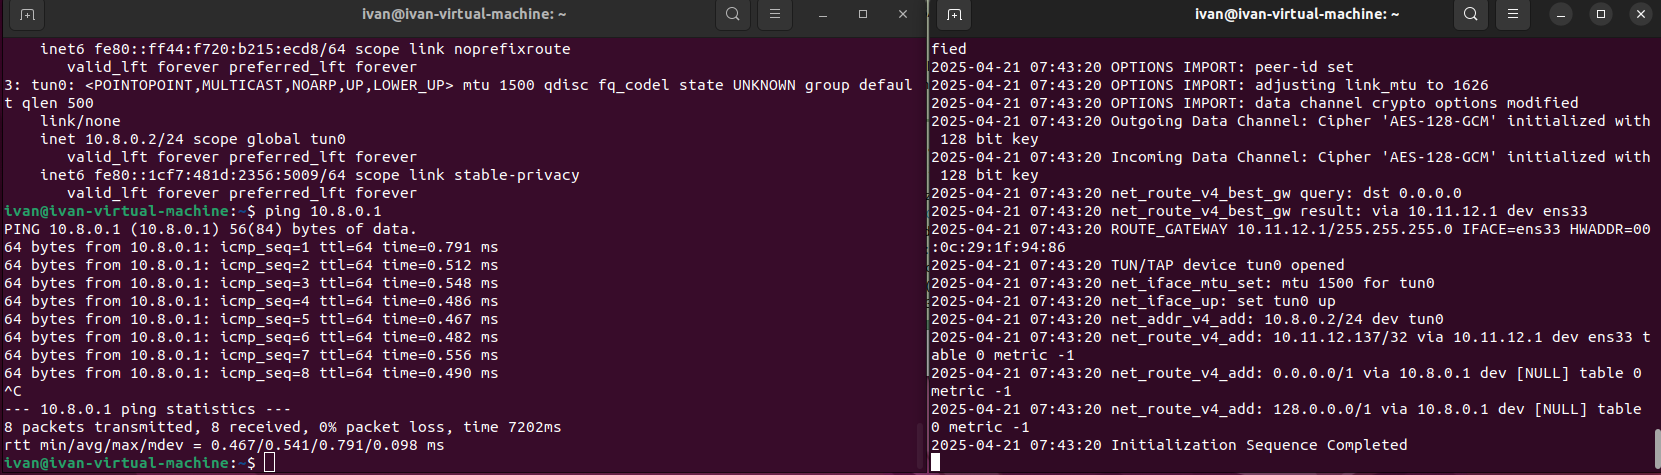 ivan@ivan-virtual-machine: ~
inet6 fe80::ff44:f720:b215:ecd8/64 scope link noprefixroute
valid_lft forever preferred_lft forever
3: tun0: <POINTOPOINT,MULTICAST,NOARP,UP,LOWER_UP> mtu 1500 qdisc fq_codel state UNKNOWN group defaul
t qlen 500
link/none
inet 10.8.0.2/24 scope global tun0
valid_lft forever preferred_lft forever
inet6 fe80::1cf7:481d:2356:5009/64 scope link stable-privacy
valid_lft forever preferred_lft forever
ivan@ivan-virtual-machine:~$ ping 10.8.0.1
PING 10.8.0.1 (10.8.0.1) 56(84) bytes of data.
64 bytes from 10.8.0.1: icmp_seq=1 ttl=64 time=0.791 ms
64 bytes from 10.8.0.1: icmp_seq=2 ttl=64 time=0.512 ms
64 bytes from 10.8.0.1: icmp_seq=3 ttl=64 time=0.548 ms
64 bytes from 10.8.0.1: icmp_seq=4 ttl=64 time=0.486 ms
64 bytes from 10.8.0.1: icmp_seq=5 ttl=64 time=0.467 ms
64 bytes from 10.8.0.1: icmp_seq=6 ttl=64 time=0.482 ms
64 bytes from 10.8.0.1: icmp_seq=7 ttl=64 time=0.556 ms
64 bytes from 10.8.0.1: icmp_seq=8 ttl=64 time=0.490 ms
^C
--- 10.8.0.1 ping statistics ---
8 packets transmitted, 8 received, 0% packet loss, time 7202ms
rtt min/avg/max/mdev = 0.467/0.541/0.791/0.098 ms
ivan@ivan-virtual-machine:~$
ivan@ivan-virtual-machine: ~
fied
2025-04-21 07:43:20 OPTIONS IMPORT: peer-id set
2025-04-21 07:43:20 OPTIONS IMPORT: adjusting link_mtu to 1626
2025-04-21 07:43:20 OPTIONS IMPORT: data channel crypto options modified
2025-04-21 07:43:20 Outgoing Data Channel: Cipher 'AES-128-GCM' initialized with
128 bit key
2025-04-21 07:43:20 Incoming Data Channel: Cipher 'AES-128-GCM' initialized with
128 bit key
2025-04-21 07:43:20 net_route_v4_best_gw query: dst 0.0.0.0
2025-04-21 07:43:20 net_route_v4_best_gw result: via 10.11.12.1 dev ens33
2025-04-21 07:43:20 ROUTE_GATEWAY 10.11.12.1/255.255.255.0 IFACE=ens33 HWADDR=00
:0c:29:1f:94:86
2025-04-21 07:43:20 TUN/TAP device tun0 opened
2025-04-21 07:43:20 net_iface_mtu_set: mtu 1500 for tun0
2025-04-21 07:43:20 net_iface_up: set tun0 up
2025-04-21 07:43:20 net_addr_v4_add: 10.8.0.2/24 dev tun0
2025-04-21 07:43:20 net_route_v4_add: 10.11.12.137/32 via 10.11.12.1 dev ens33 t
able 0 metric -1
2025-04-21 07:43:20 net_route_v4_add: 0.0.0.0/1 via 10.8.0.1 dev [NULL] table 0
metric -1
2025-04-21 07:43:20 net_route_v4_add: 128.0.0.0/1 via 10.8.0.1 dev [NULL] table
0 metric -1
2025-04-21 07:43:20 Initialization Sequence Completed